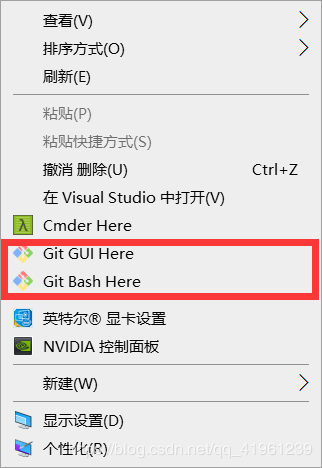 查看(V)
排序方式(O)
刷新(E)
粘贴(P)
粘贴快捷方式(S)
撤消 删除(U) Ctrl+Z
在 Visual Studio 中打开(V)
Cmder Here
Git GUI Here
Git Bash Here
英特尔® 显卡设置
NVIDIA 控制面板
新建(W)
显示设置(D)
个性化(R)
blog.csdn.net/qq_41961239